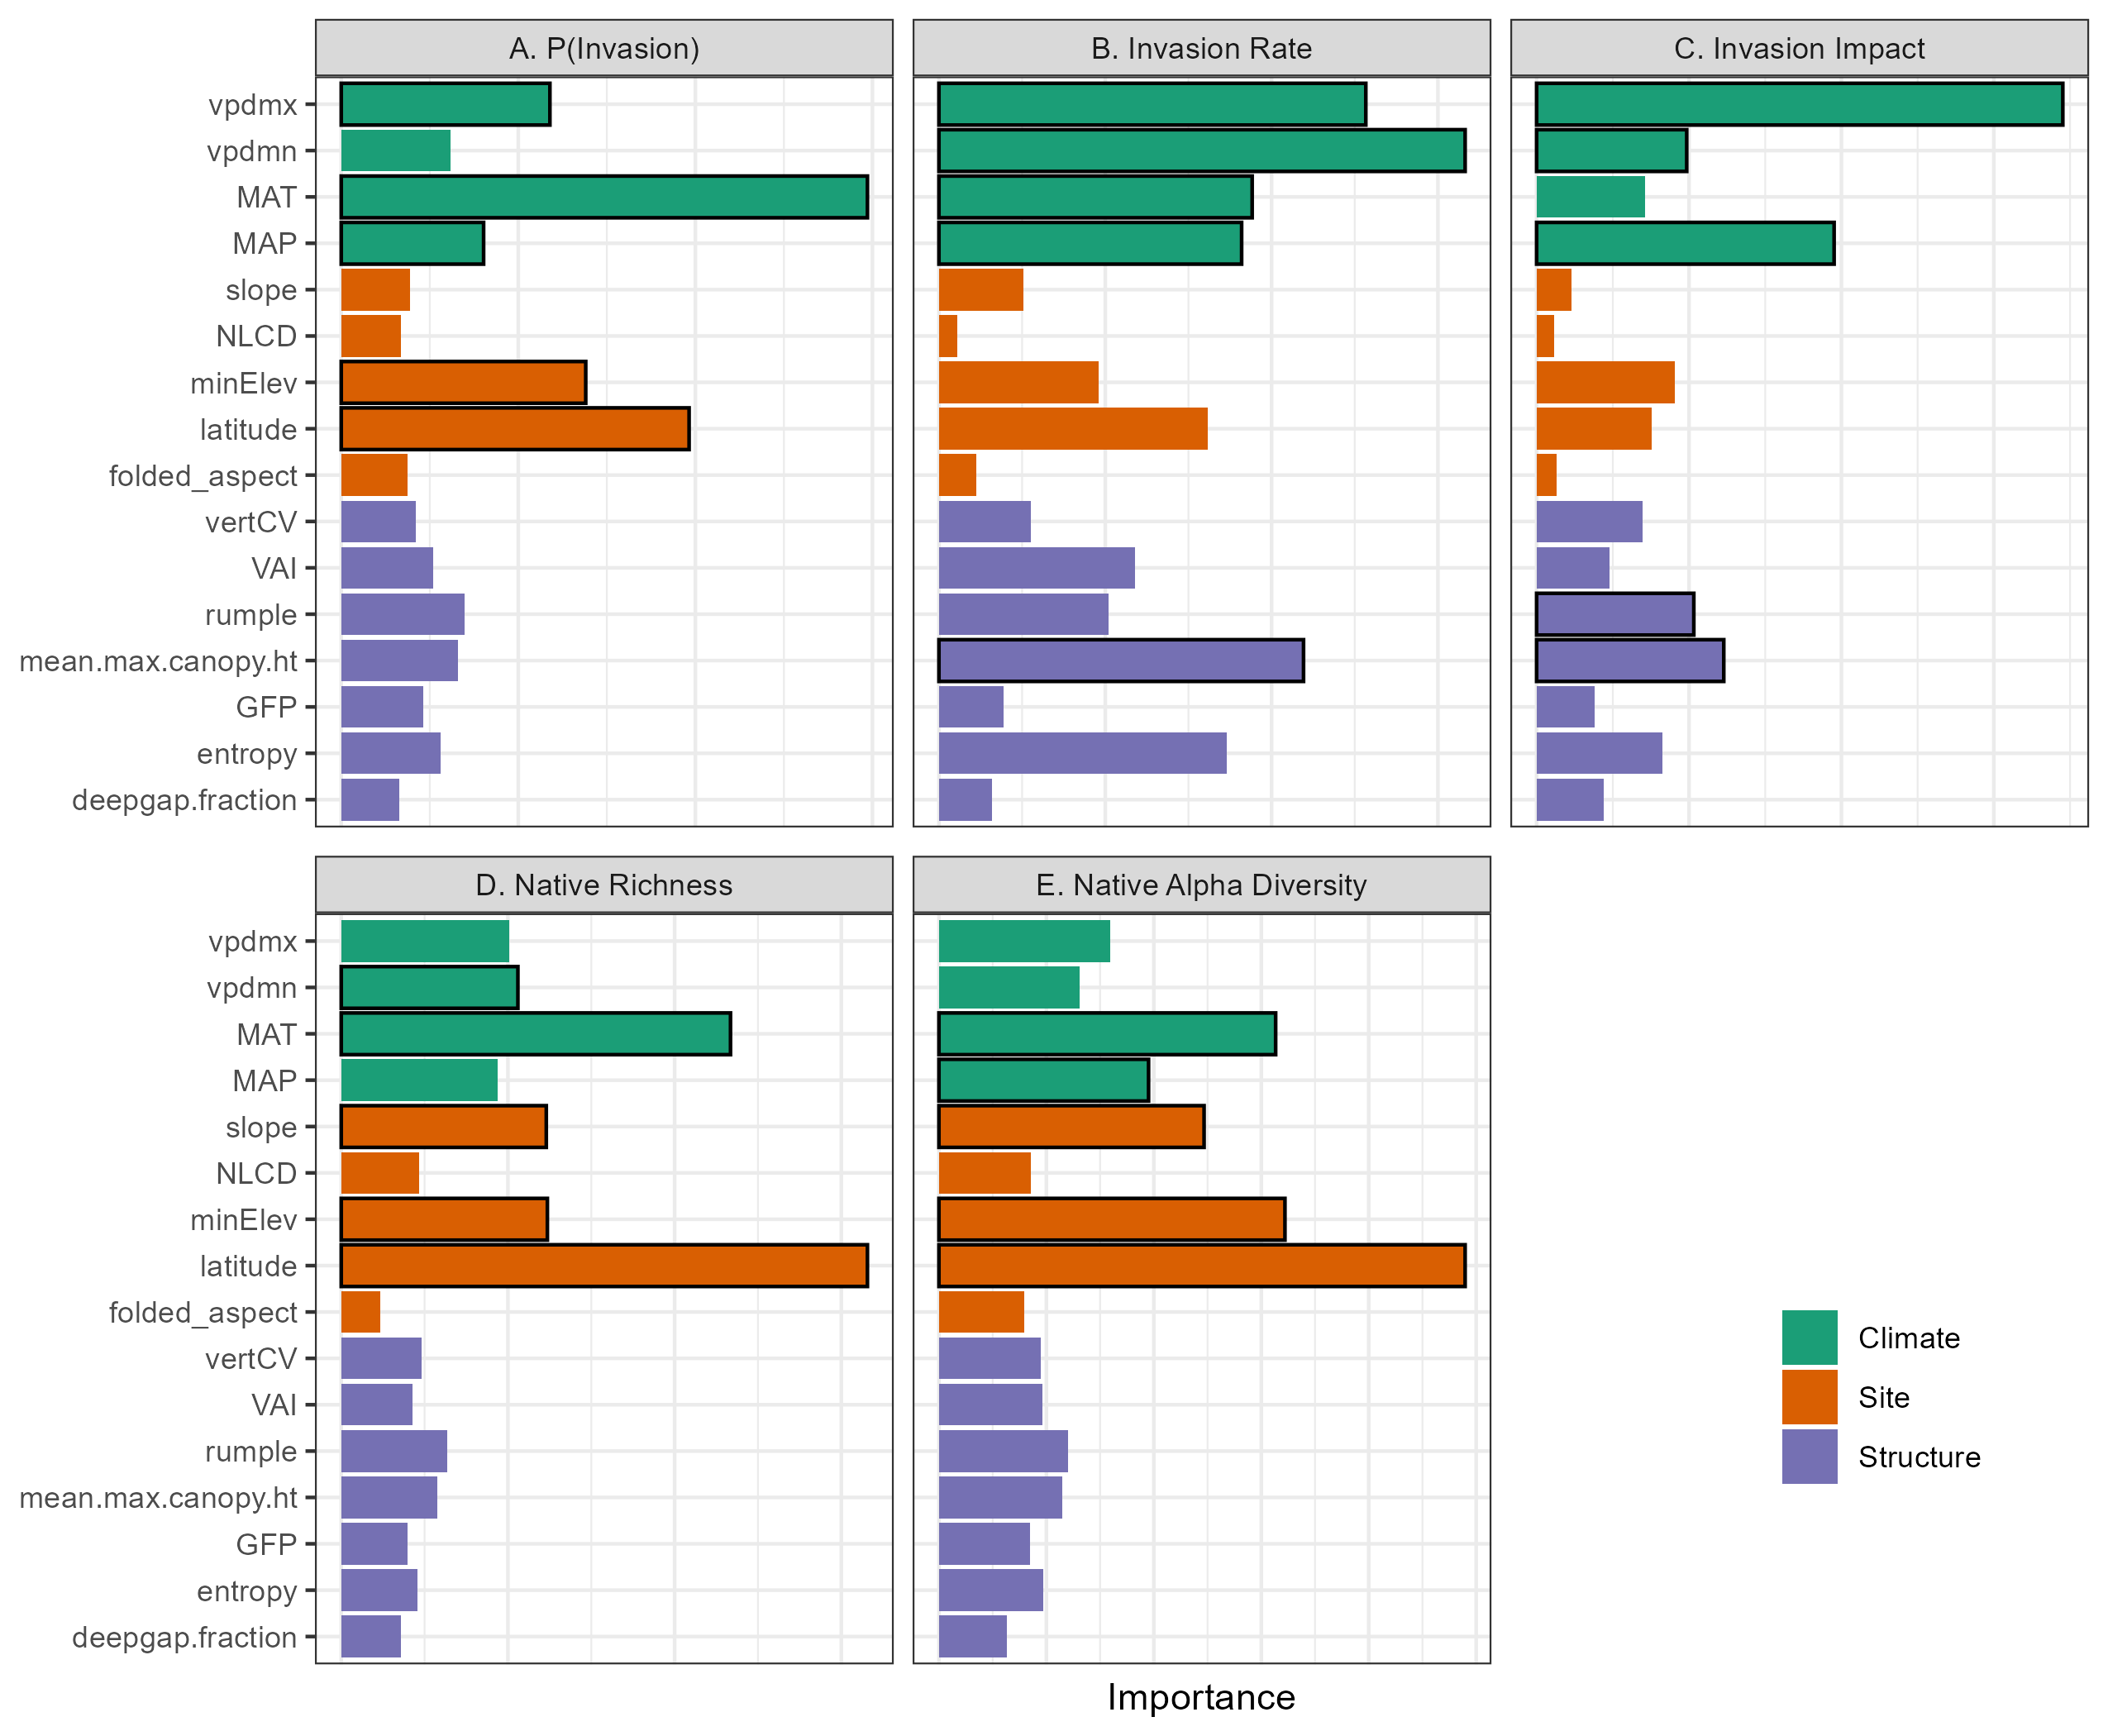 A. P(Invasion)
B. Invasion Rate
C. Invasion Impact
vpdmx
vpdmn
MAT
MAP
slope
NLCD
minElev
latitude
folded_aspect
vertCV
VAI
rumple
mean.max.canopy.ht
GFP
entropy
deepgap.fraction
D. Native Richness
E. Native Alpha Diversity
vpdmx
vpdmn
MAT
MAP
slope
NLCD
minElev
latitude
folded_aspect
vertCV
VAI
rumple
mean.max.canopy.ht
GFP
entropy
deepgap.fraction
Climate
Site
Structure
Importance